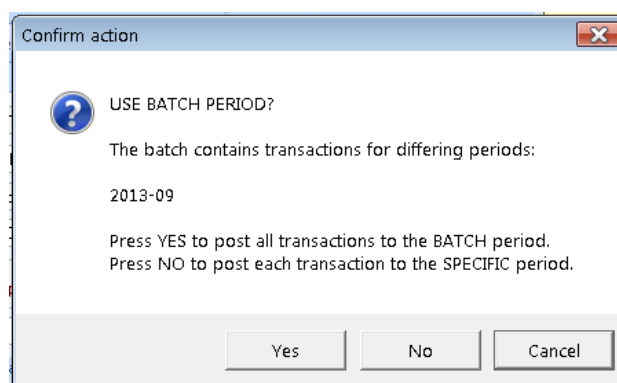 Confirm action
USE BATCH PERIOD?
The batch contains transactions for differing periods:
2013-09
Press YES to post all transactions to the BATCH period.
Press NO to post each transaction to the SPECIFIC period.
Yes No Cancel